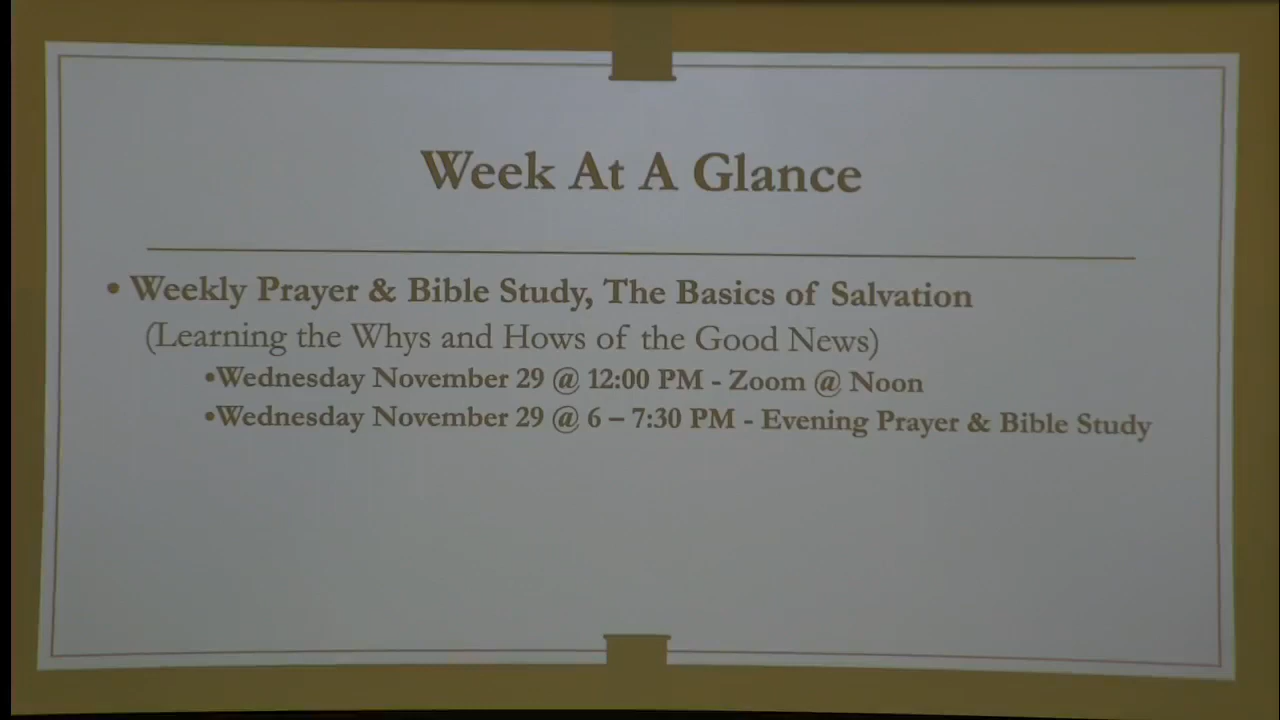 Week At A Glance
• Weekly Prayer & Bible Study, The Basics of Salvation
(Learning the Whys and Hows of the Good News)
•Wednesday November 29 @ 12:00 PM - Zoom @ Noon
•Wednesday November 29 @ 6 – 7:30 PM - Evening Prayer & Bible Study